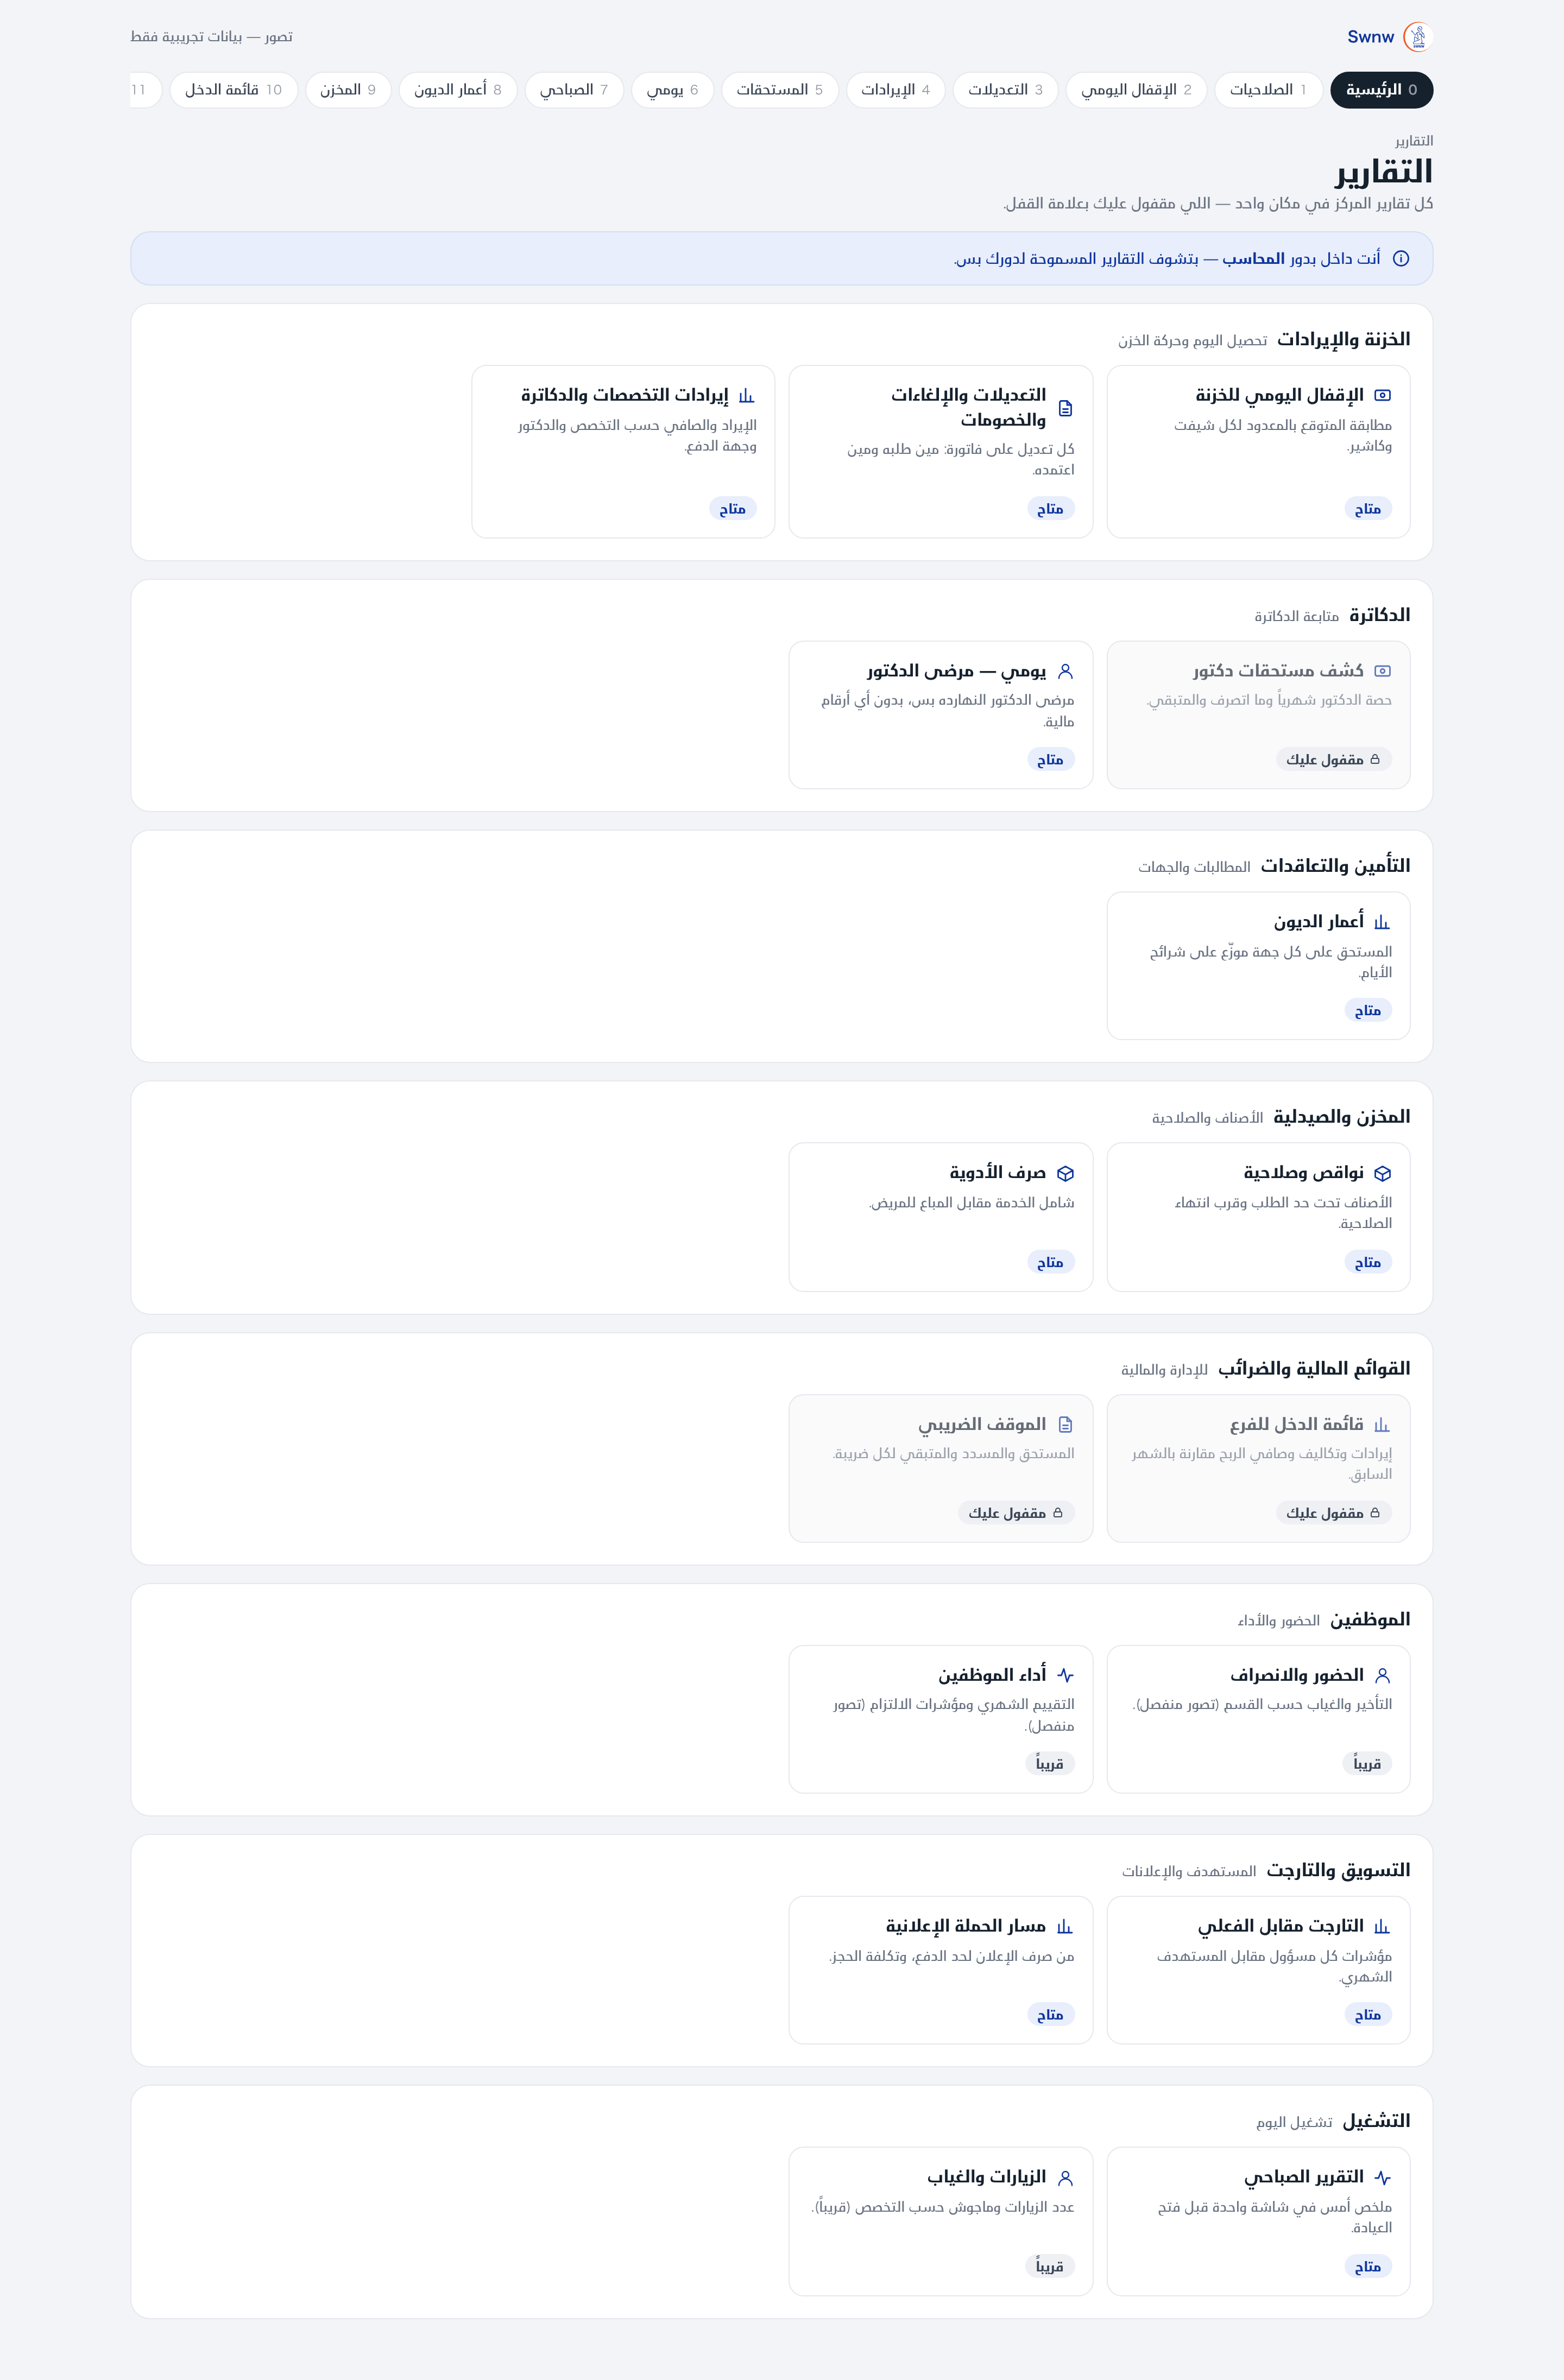 Swnw
تصور — بيانات تجريبية فقط
0 الرئيسية
1 الصلاحيات
2 الإقفال اليومي
3 التعديلات
4 الإيرادات
5 المستحقات
6 يومي
7 الصباحي
8 أعمار الديون
9 المخزن
10 قائمة الدخل
11
التقارير
التقارير
كل تقارير المركز في مكان واحد — اللي مقفول عليك بعلامة القفل.
أنت داخل بدور المحاسب — بتشوف التقارير المسموحة لدورك بس.
الخزنة والإيرادات تحصيل اليوم وحركة الخزن
الإقفال اليومي للخزنة
مطابقة المتوقع بالمعدود لكل شيفت
وكاشير.
متاح
التعديلات والإلغاءات
والخصومات
كل تعديل على فاتورة: مين طلبه ومين
اعتمده.
متاح
إيرادات التخصصات والدكاترة
الإيراد والصافي حسب التخصص والدكتور
وجهة الدفع.
متاح
الدكاترة متابعة الدكاترة
كشف مستحقات دكتور
حصة الدكتور شهرياً وما اتصرف والمتبقي.
مقفول عليك
يومي — مرضى الدكتور
مرضى الدكتور النهارده بس، بدون أي أرقام
مالية.
متاح
التأمين والتعاقدات المطالبات والجهات
أعمار الديون
المستحق على كل جهة موزّع على شرائح
الأيام.
متاح
المخزن والصيدلية الأصناف والصلاحية
نواقص وصلاحية
الأصناف تحت حد الطلب وقرب انتهاء
الصلاحية.
متاح
صرف الأدوية
شامل الخدمة مقابل المباع للمريض.
متاح
القوائم المالية والضرائب للإدارة والمالية
قائمة الدخل للفرع
إيرادات وتكاليف وصافي الربح مقارنة بالشهر
السابق.
مقفول عليك
الموقف الضريبي
المستحق والمسدد والمتبقي لكل ضريبة.
مقفول عليك
الموظفين الحضور والأداء
الحضور والانصراف
التأخير والغياب حسب القسم (تصور منفصل).
قريباً
أداء الموظفين
التقييم الشهري ومؤشرات الالتزام (تصور
منفصل).
قريباً
التسويق والتارجت المستهدف والإعلانات
التارجت مقابل الفعلي
مؤشرات كل مسؤول مقابل المستهدف
الشهري.
متاح
مسار الحملة الإعلانية
من صرف الإعلان لحد الدفع، وتكلفة الحجز.
متاح
التشغيل تشغيل اليوم
التقرير الصباحي
ملخص أمس في شاشة واحدة قبل فتح
العيادة.
متاح
الزيارات والغياب
عدد الزيارات وماجوش حسب التخصص (قريباً).
قريباً